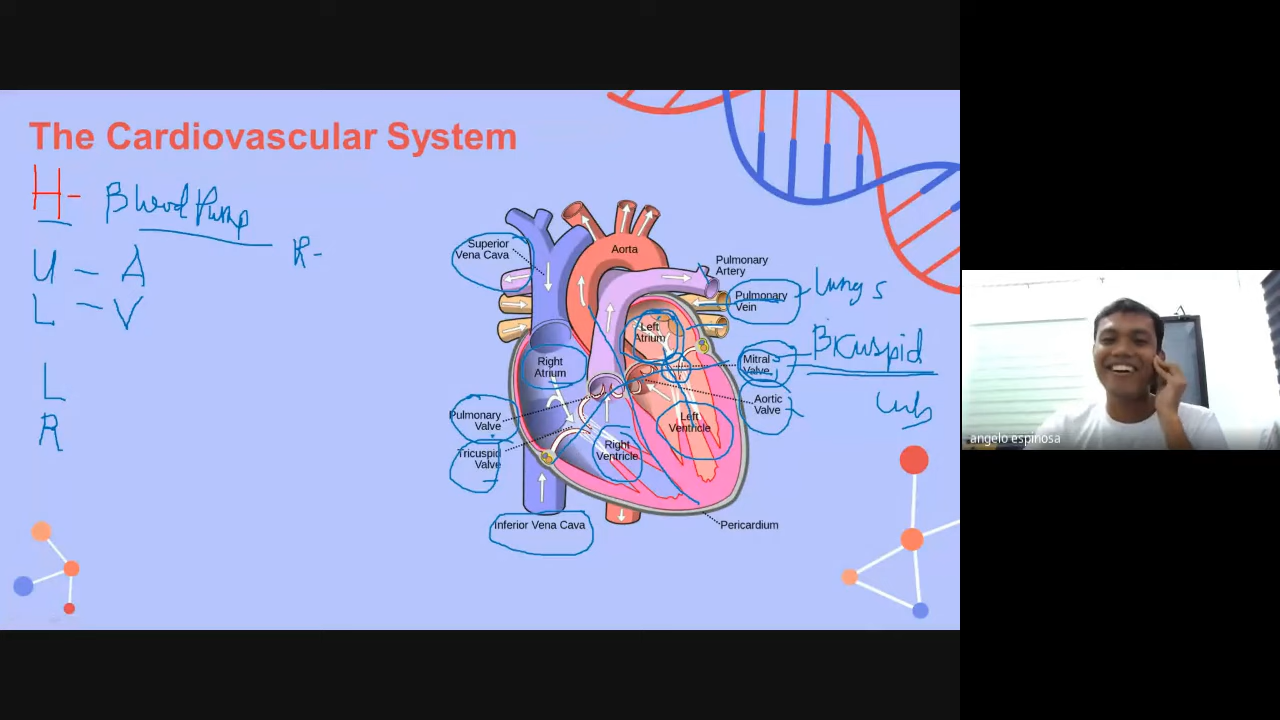 The Cardiovascular System
H-
Blood Pump
R-
U - A
L - V
L
R
Superior
Vena Cava
Aorta
Pulmonary
Artery
Pulmonary
Vein
Lungs
Left
Atrium
Right
Atrium
Mitral
Valve
Bicuspid
Aortic
Valve
Pulmonary
Valve
Left
Ventricle
Right
Ventricle
Tricuspid
Valve
Inferior Vena Cava
Pericardium
angelo espinosa